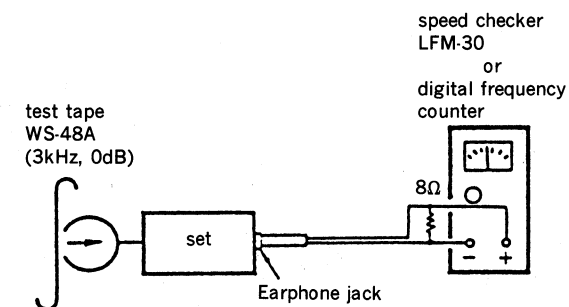 speed checker
LFM-30
or
digital frequency
counter
test tape
WS-48A
(3kHz, 0dB)
8Ω
set
− +
Earphone jack